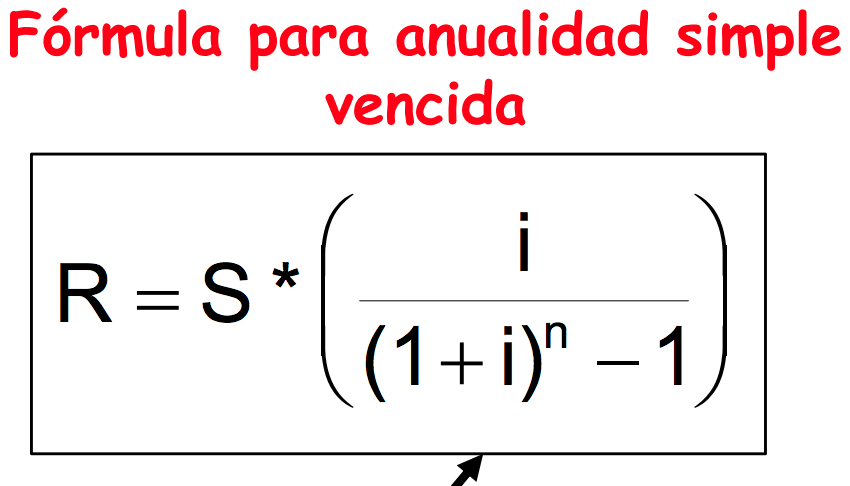 Fórmula para anualidad simple
vencida
R = S * ( i / ((1 + i)^n − 1) )